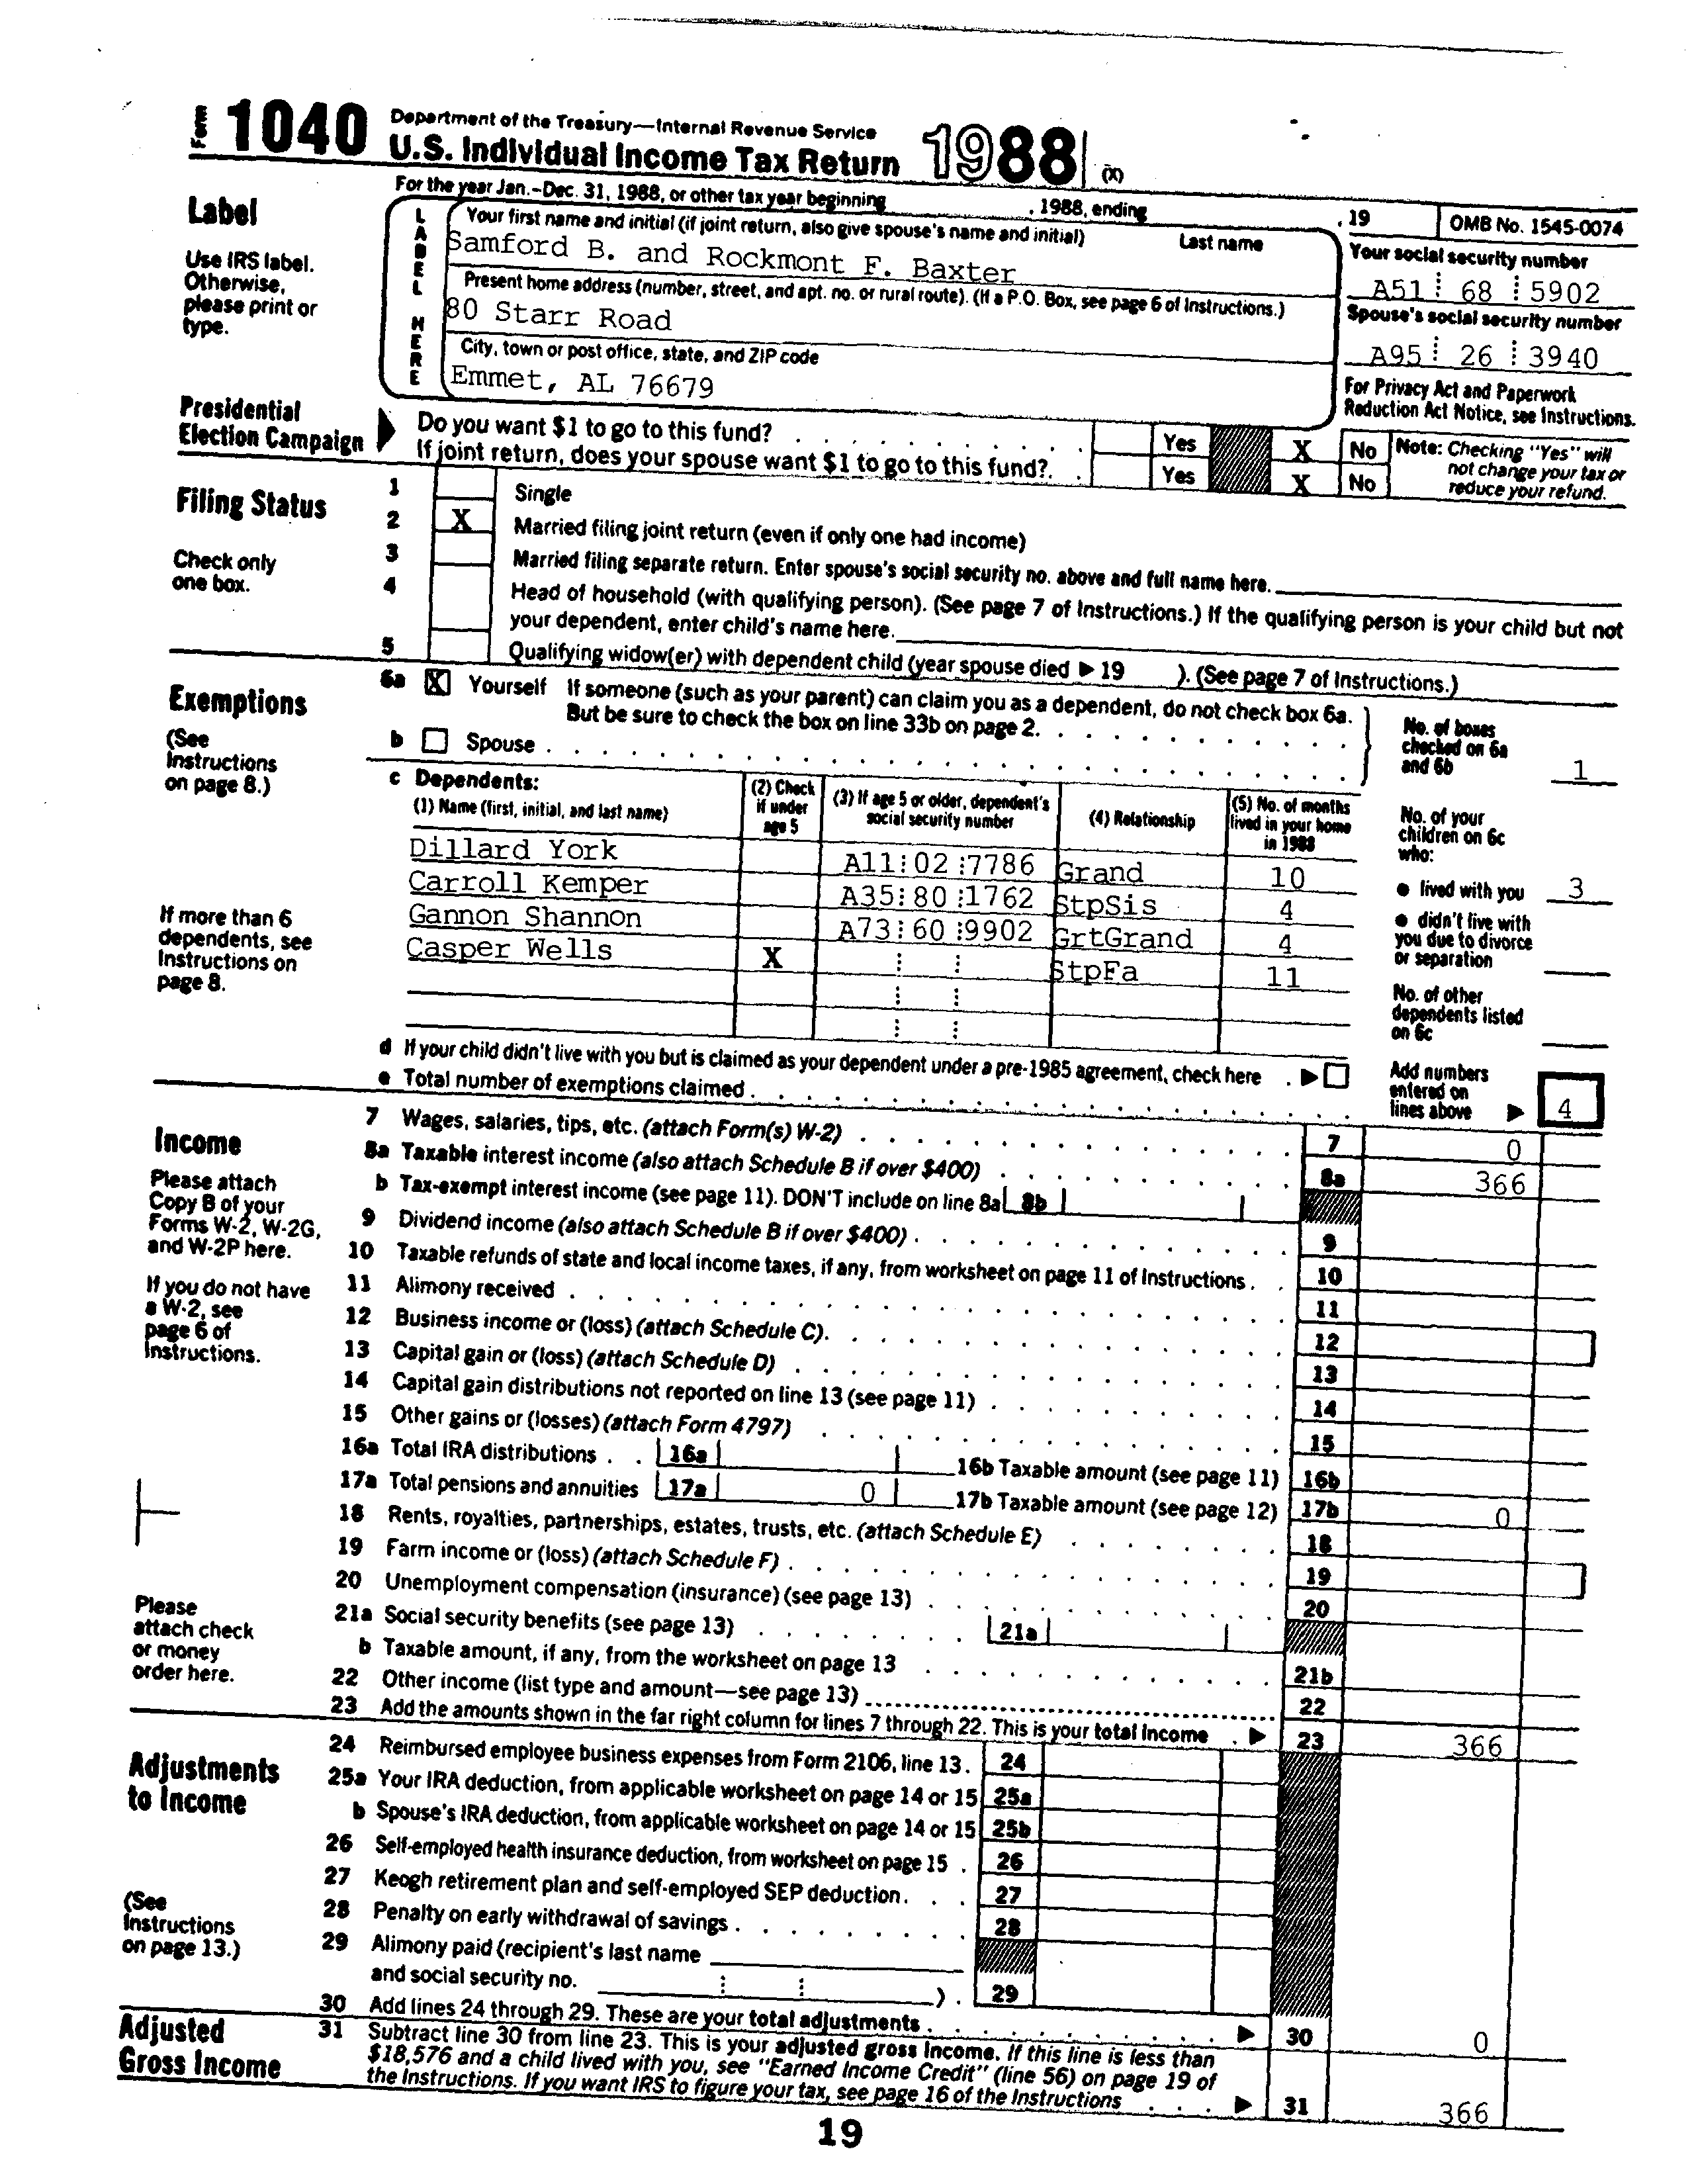 Form 1040 Department of the Treasury—Internal Revenue Service
U.S. Individual Income Tax Return 1988 (X)
For the year Jan.–Dec. 31, 1988, or other tax year beginning , 1988, ending , 19 OMB No. 1545-0074
Label
Use IRS label.
Otherwise,
please print or
type.
LABEL HERE
Your first name and initial (if joint return, also give spouse's name and initial) Last name
Samford B. and Rockmont F. Baxter
Your social security number
A51 68 5902
Present home address (number, street, and apt. no. or rural route). (If a P.O. Box, see page 6 of Instructions.)
80 Starr Road
Spouse's social security number
A95 26 3940
City, town or post office, state, and ZIP code
Emmet, AL 76679
For Privacy Act and Paperwork
Reduction Act Notice, see Instructions.
Presidential
Election Campaign
Do you want $1 to go to this fund? Yes X No
If joint return, does your spouse want $1 to go to this fund? Yes X No
Note: Checking "Yes" will
not change your tax or
reduce your refund.
Filing Status
Check only
one box.
1 Single
2 X Married filing joint return (even if only one had income)
3 Married filing separate return. Enter spouse's social security no. above and full name here.
4 Head of household (with qualifying person). (See page 7 of Instructions.) If the qualifying person is your child but not
your dependent, enter child's name here.
5 Qualifying widow(er) with dependent child (year spouse died ▶ 19 ). (See page 7 of Instructions.)
Exemptions
(See
Instructions
on page 8.)
6a X Yourself If someone (such as your parent) can claim you as a dependent, do not check box 6a.
But be sure to check the box on line 33b on page 2.
b Spouse
No. of boxes
checked on 6a
and 6b 1
c Dependents:
(1) Name (first, initial, and last name)
(2) Check
if under
age 5
(3) If age 5 or older, dependent's
social security number
(4) Relationship
(5) No. of months
lived in your home
in 1988
Dillard York A11 02 7786 Grand 10
Carroll Kemper A35 80 1762 StpSis 4
Gannon Shannon A73 60 9902 GrtGrand 4
Casper Wells X StpFa 11
If more than 6
dependents, see
Instructions on
page 8.
No. of your
children on 6c
who:
● lived with you 3
● didn't live with
you due to divorce
or separation
No. of other
dependents listed
on 6c
d If your child didn't live with you but is claimed as your dependent under a pre-1985 agreement, check here . ▶
e Total number of exemptions claimed
Add numbers
entered on
lines above ▶ 4
Income
Please attach
Copy B of your
Forms W-2, W-2G,
and W-2P here.
If you do not have
a W-2, see
page 6 of
Instructions.
7 Wages, salaries, tips, etc. (attach Form(s) W-2) 7 0
8a Taxable interest income (also attach Schedule B if over $400) 8a 366
b Tax-exempt interest income (see page 11). DON'T include on line 8a 8b
9 Dividend income (also attach Schedule B if over $400) 9
10 Taxable refunds of state and local income taxes, if any, from worksheet on page 11 of Instructions 10
11 Alimony received 11
12 Business income or (loss) (attach Schedule C) 12
13 Capital gain or (loss) (attach Schedule D) 13
14 Capital gain distributions not reported on line 13 (see page 11) 14
15 Other gains or (losses) (attach Form 4797) 15
16a Total IRA distributions 16a 16b Taxable amount (see page 11) 16b
17a Total pensions and annuities 17a 0 17b Taxable amount (see page 12) 17b 0
18 Rents, royalties, partnerships, estates, trusts, etc. (attach Schedule E) 18
19 Farm income or (loss) (attach Schedule F) 19
20 Unemployment compensation (insurance) (see page 13) 20
21a Social security benefits (see page 13) 21a
b Taxable amount, if any, from the worksheet on page 13 21b
22 Other income (list type and amount—see page 13) 22
23 Add the amounts shown in the far right column for lines 7 through 22. This is your total income ▶ 23 366
Please
attach check
or money
order here.
Adjustments
to Income
(See
Instructions
on page 13.)
24 Reimbursed employee business expenses from Form 2106, line 13. 24
25a Your IRA deduction, from applicable worksheet on page 14 or 15 25a
b Spouse's IRA deduction, from applicable worksheet on page 14 or 15 25b
26 Self-employed health insurance deduction, from worksheet on page 15 26
27 Keogh retirement plan and self-employed SEP deduction 27
28 Penalty on early withdrawal of savings 28
29 Alimony paid (recipient's last name
and social security no. ) 29
30 Add lines 24 through 29. These are your total adjustments ▶ 30 0
Adjusted
Gross Income
31 Subtract line 30 from line 23. This is your adjusted gross income. If this line is less than
$18,576 and a child lived with you, see "Earned Income Credit" (line 56) on page 19 of
the Instructions. If you want IRS to figure your tax, see page 16 of the Instructions ▶ 31 366
19